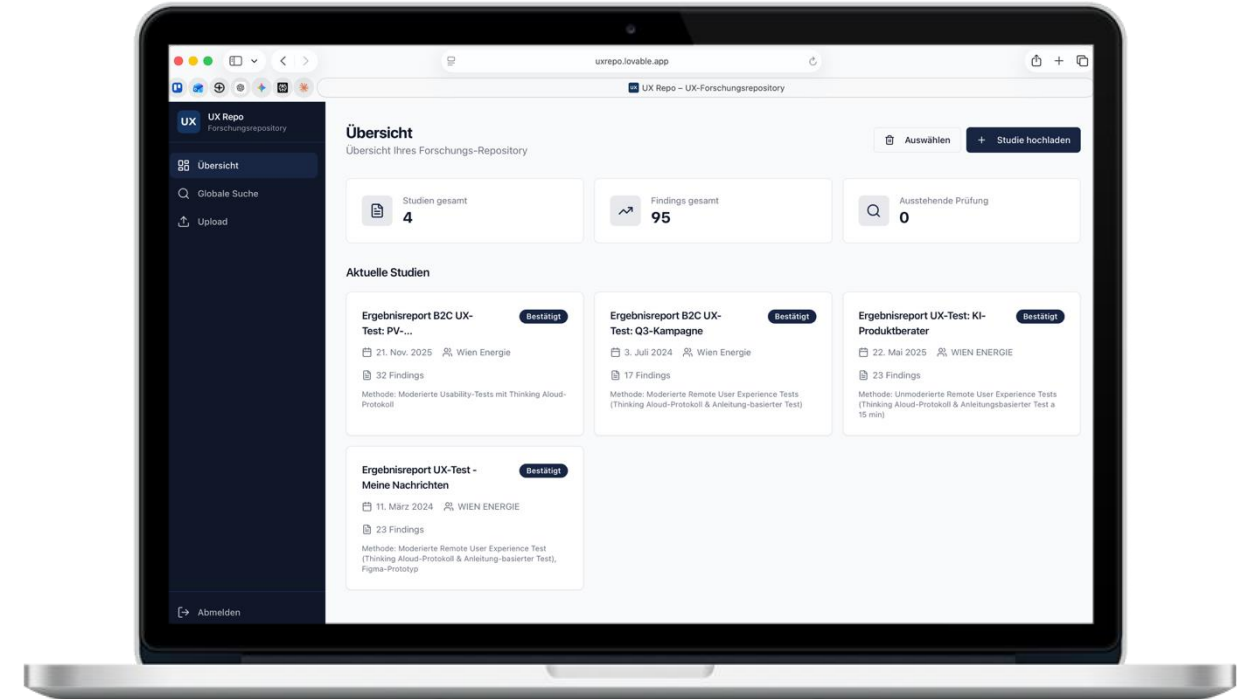 uxrepo.lovable.app
UX UX Repo – UX-Forschungsrepository
UX
UX Repo
Forschungsrepository
Übersicht
Globale Suche
Upload
Abmelden
Übersicht
Übersicht Ihres Forschungs-Repository
Auswählen
+ Studie hochladen
Studien gesamt
4
Findings gesamt
95
Ausstehende Prüfung
0
Aktuelle Studien
Ergebnisreport B2C UX-
Test: PV-...
Bestätigt
21. Nov. 2025 Wien Energie
32 Findings
Methode: Moderierte Usability-Tests mit Thinking Aloud-
Protokoll
Ergebnisreport B2C UX-
Test: Q3-Kampagne
Bestätigt
3. Juli 2024 Wien Energie
17 Findings
Methode: Moderierte Remote User Experience Tests
(Thinking Aloud-Protokoll & Anleitung-basierter Test)
Ergebnisreport UX-Test: KI-
Produktberater
Bestätigt
22. Mai 2025 WIEN ENERGIE
23 Findings
Methode: Unmoderierte Remote User Experience Tests
(Thinking Aloud-Protokoll & Anleitungsbasierter Test a
15 min)
Ergebnisreport UX-Test -
Meine Nachrichten
Bestätigt
11. März 2024 WIEN ENERGIE
23 Findings
Methode: Moderierte Remote User Experience Test
(Thinking Aloud-Protokoll & Anleitung-basierter Test),
Figma-Prototyp